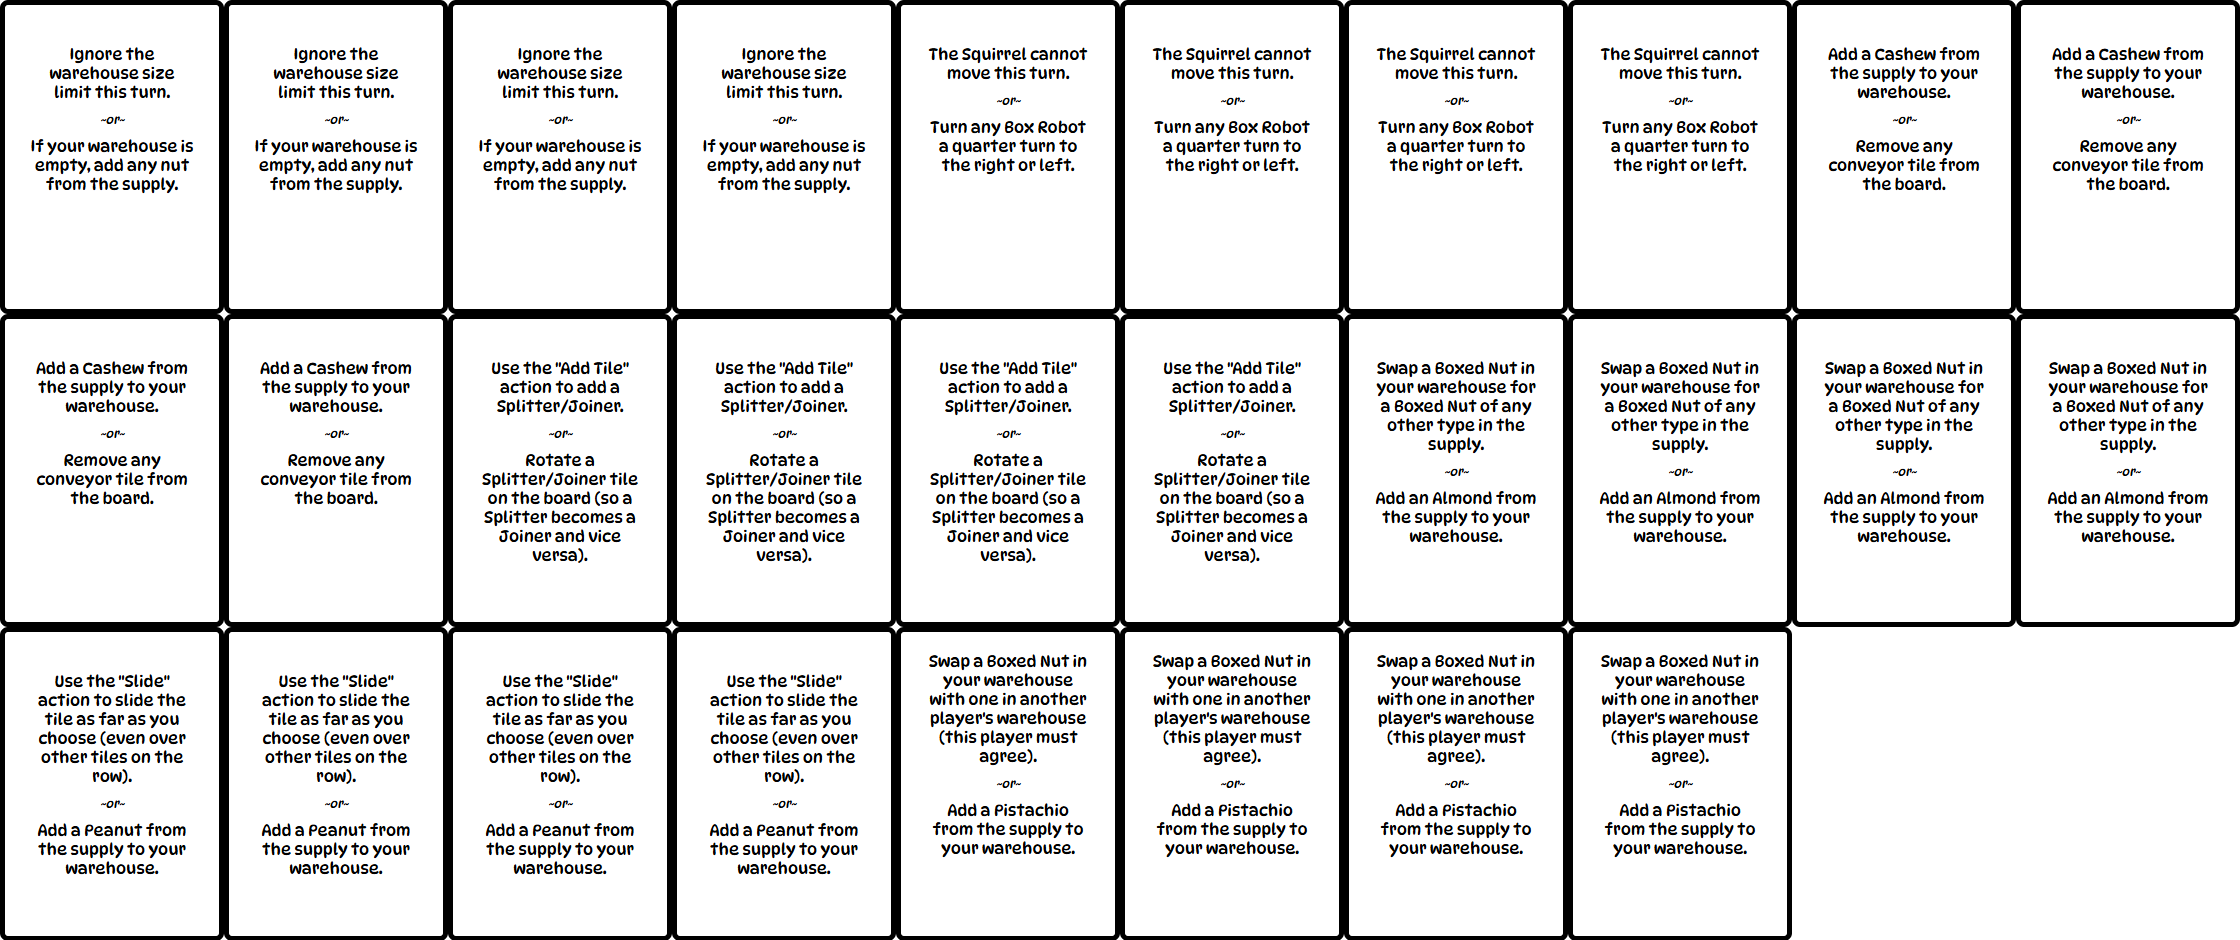 Ignore the
warehouse size
limit this turn.
~or~
If your warehouse is
empty, add any nut
from the supply.
Ignore the
warehouse size
limit this turn.
~or~
If your warehouse is
empty, add any nut
from the supply.
Ignore the
warehouse size
limit this turn.
~or~
If your warehouse is
empty, add any nut
from the supply.
Ignore the
warehouse size
limit this turn.
~or~
If your warehouse is
empty, add any nut
from the supply.
The Squirrel cannot
move this turn.
~or~
Turn any Box Robot
a quarter turn to
the right or left.
The Squirrel cannot
move this turn.
~or~
Turn any Box Robot
a quarter turn to
the right or left.
The Squirrel cannot
move this turn.
~or~
Turn any Box Robot
a quarter turn to
the right or left.
The Squirrel cannot
move this turn.
~or~
Turn any Box Robot
a quarter turn to
the right or left.
Add a Cashew from
the supply to your
warehouse.
~or~
Remove any
conveyor tile from
the board.
Add a Cashew from
the supply to your
warehouse.
~or~
Remove any
conveyor tile from
the board.
Add a Cashew from
the supply to your
warehouse.
~or~
Remove any
conveyor tile from
the board.
Add a Cashew from
the supply to your
warehouse.
~or~
Remove any
conveyor tile from
the board.
Use the "Add Tile"
action to add a
Splitter/Joiner.
~or~
Rotate a
Splitter/Joiner tile
on the board (so a
Splitter becomes a
Joiner and vice
versa).
Use the "Add Tile"
action to add a
Splitter/Joiner.
~or~
Rotate a
Splitter/Joiner tile
on the board (so a
Splitter becomes a
Joiner and vice
versa).
Use the "Add Tile"
action to add a
Splitter/Joiner.
~or~
Rotate a
Splitter/Joiner tile
on the board (so a
Splitter becomes a
Joiner and vice
versa).
Use the "Add Tile"
action to add a
Splitter/Joiner.
~or~
Rotate a
Splitter/Joiner tile
on the board (so a
Splitter becomes a
Joiner and vice
versa).
Swap a Boxed Nut in
your warehouse for
a Boxed Nut of any
other type in the
supply.
~or~
Add an Almond from
the supply to your
warehouse.
Swap a Boxed Nut in
your warehouse for
a Boxed Nut of any
other type in the
supply.
~or~
Add an Almond from
the supply to your
warehouse.
Swap a Boxed Nut in
your warehouse for
a Boxed Nut of any
other type in the
supply.
~or~
Add an Almond from
the supply to your
warehouse.
Swap a Boxed Nut in
your warehouse for
a Boxed Nut of any
other type in the
supply.
~or~
Add an Almond from
the supply to your
warehouse.
Use the "Slide"
action to slide the
tile as far as you
choose (even over
other tiles on the
row).
~or~
Add a Peanut from
the supply to your
warehouse.
Use the "Slide"
action to slide the
tile as far as you
choose (even over
other tiles on the
row).
~or~
Add a Peanut from
the supply to your
warehouse.
Use the "Slide"
action to slide the
tile as far as you
choose (even over
other tiles on the
row).
~or~
Add a Peanut from
the supply to your
warehouse.
Use the "Slide"
action to slide the
tile as far as you
choose (even over
other tiles on the
row).
~or~
Add a Peanut from
the supply to your
warehouse.
Swap a Boxed Nut in
your warehouse
with one in another
player's warehouse
(this player must
agree).
~or~
Add a Pistachio
from the supply to
your warehouse.
Swap a Boxed Nut in
your warehouse
with one in another
player's warehouse
(this player must
agree).
~or~
Add a Pistachio
from the supply to
your warehouse.
Swap a Boxed Nut in
your warehouse
with one in another
player's warehouse
(this player must
agree).
~or~
Add a Pistachio
from the supply to
your warehouse.
Swap a Boxed Nut in
your warehouse
with one in another
player's warehouse
(this player must
agree).
~or~
Add a Pistachio
from the supply to
your warehouse.